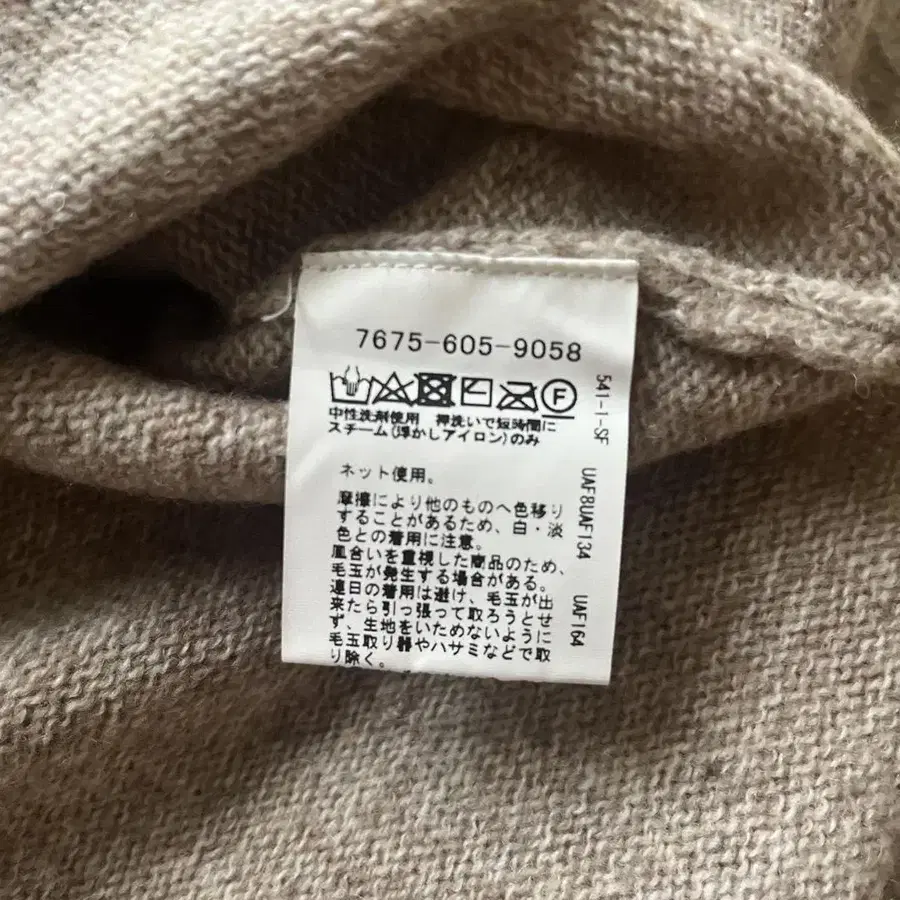 7675-605-9058
F
中性洗剤使用 押洗いで短時間に
スチーム(浮かしアイロン)のみ
ネット使用。
摩擦により他のものへ色移り
することがあるため、白・淡
色との着用に注意。
風合いを重視した商品のため、
毛玉が発生する場合がある。
連日の着用は避け、毛玉が出
来たら引っ張って取ろうとせ
ず、生地をいためないように
毛玉取り器やハサミなどで取
り除く。
541-1-SF UAF8UAF134 UAF164